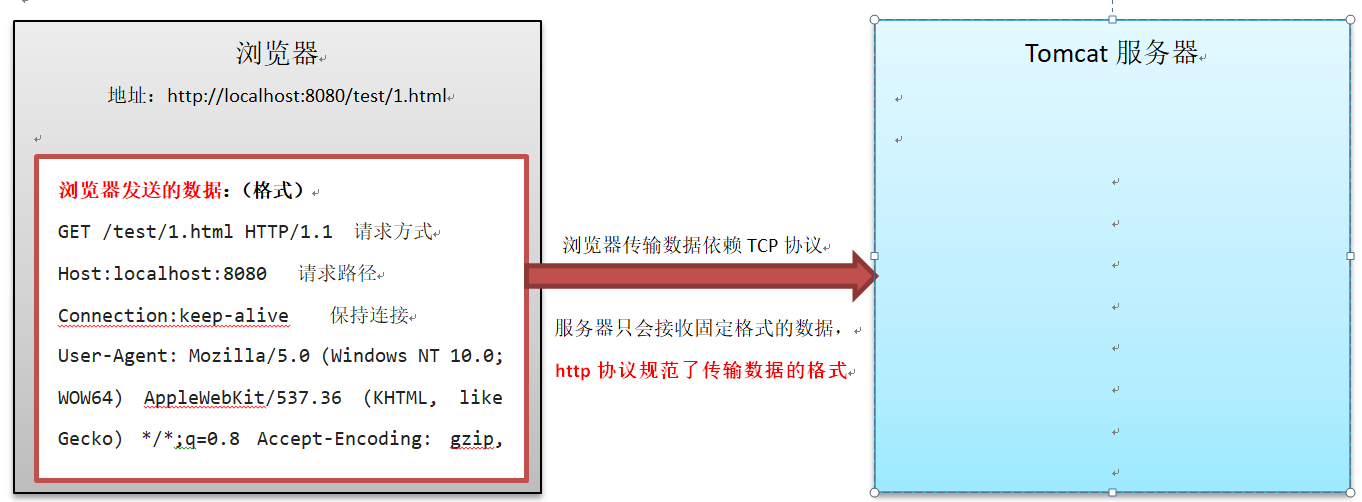 浏览器
地址：http://localhost:8080/test/1.html
浏览器发送的数据：（格式）
GET /test/1.html HTTP/1.1 请求方式
Host:localhost:8080 请求路径
Connection:keep-alive 保持连接
User-Agent: Mozilla/5.0 (Windows NT 10.0;
WOW64) AppleWebKit/537.36 (KHTML, like
Gecko) */*;q=0.8 Accept-Encoding: gzip,
浏览器传输数据依赖 TCP 协议
服务器只会接收固定格式的数据，
http 协议规范了传输数据的格式
Tomcat 服务器